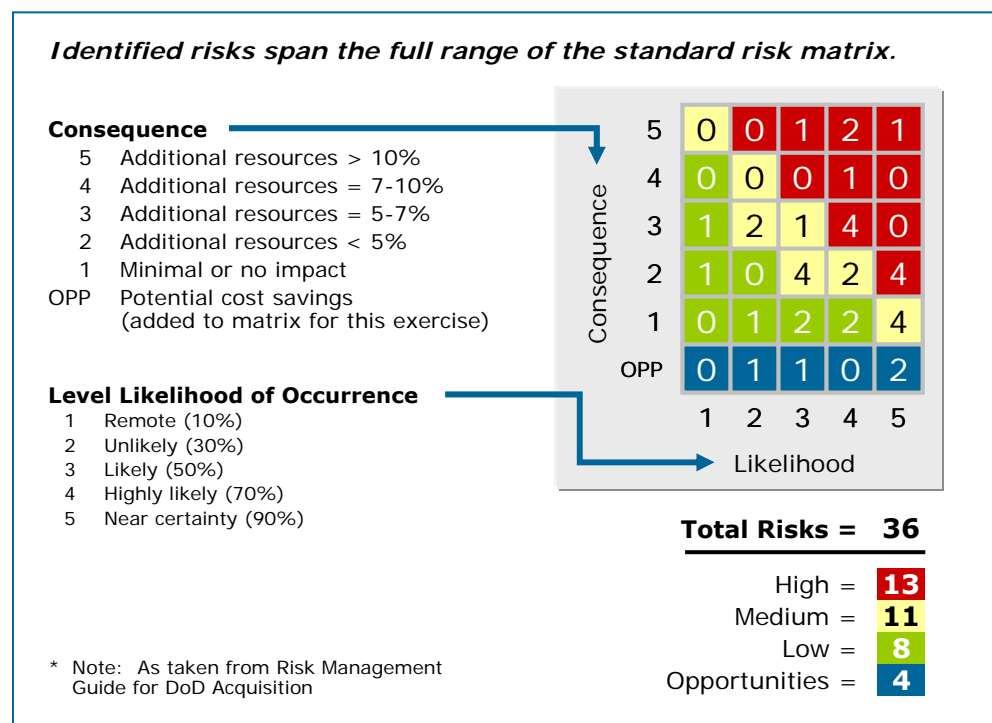 Identified risks span the full range of the standard risk matrix.
Consequence
5 Additional resources > 10%
4 Additional resources = 7-10%
3 Additional resources = 5-7%
2 Additional resources < 5%
1 Minimal or no impact
OPP Potential cost savings
(added to matrix for this exercise)
Level Likelihood of Occurrence
1 Remote (10%)
2 Unlikely (30%)
3 Likely (50%)
4 Highly likely (70%)
5 Near certainty (90%)
* Note: As taken from Risk Management
Guide for DoD Acquisition
Consequence
5 0 0 1 2 1
4 0 0 0 1 0
3 1 2 1 4 0
2 1 0 4 2 4
1 0 1 2 2 4
OPP 0 1 1 0 2
1 2 3 4 5
Likelihood
Total Risks = 36
High = 13
Medium = 11
Low = 8
Opportunities = 4